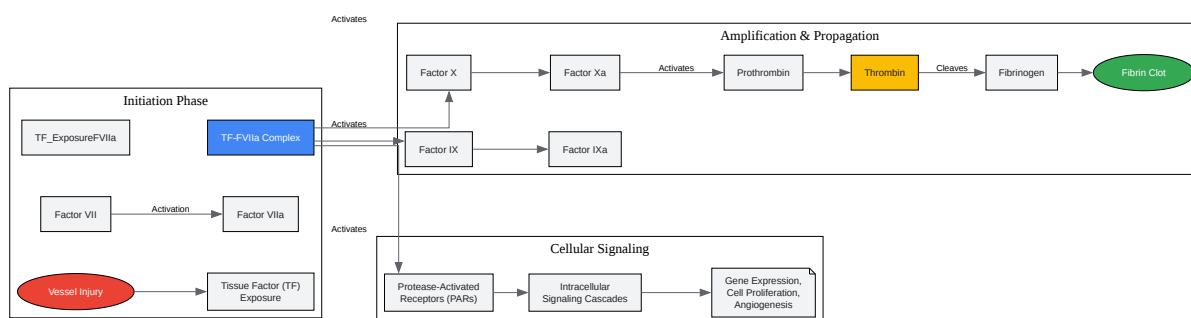 Activates
Amplification & Propagation
Factor X
Factor Xa
Activates
Prothrombin
Thrombin
Cleaves
Fibrinogen
Fibrin Clot
Initiation Phase
TF_ExposureFVIIa
TF-FVIIa Complex
Activates
Factor IX
Factor IXa
Factor VII
Activation
Factor VIIa
Activates
Cellular Signaling
Vessel Injury
Tissue Factor (TF)
Exposure
Protease-Activated
Receptors (PARs)
Intracellular
Signaling Cascades
Gene Expression,
Cell Proliferation,
Angiogenesis